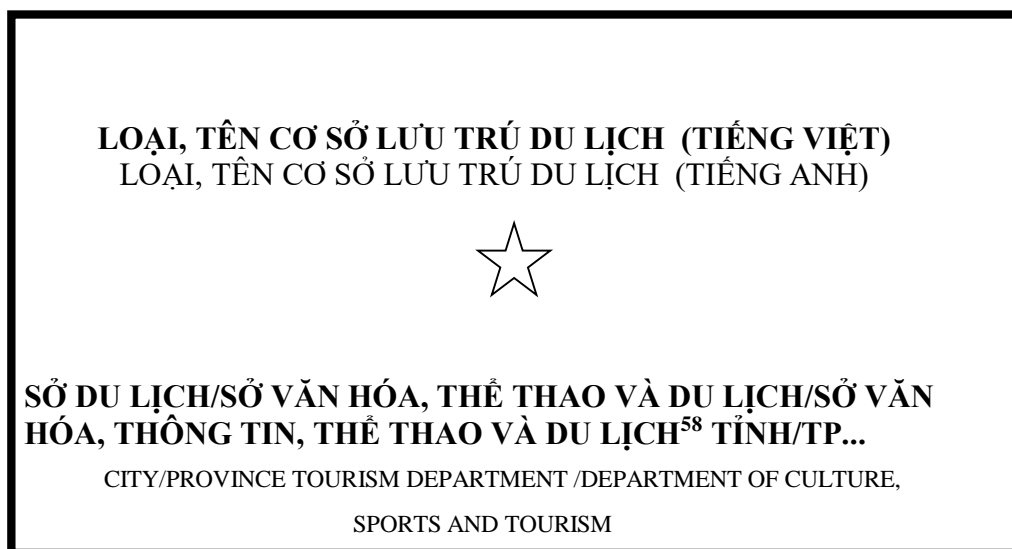 LOẠI, TÊN CƠ SỞ LƯU TRÚ DU LỊCH (TIẾNG VIỆT)
LOẠI, TÊN CƠ SỞ LƯU TRÚ DU LỊCH (TIẾNG ANH)
SỞ DU LỊCH/SỞ VĂN HÓA, THỂ THAO VÀ DU LỊCH/SỞ VĂN
HÓA, THÔNG TIN, THỂ THAO VÀ DU LỊCH⁵⁸ TỈNH/TP...
CITY/PROVINCE TOURISM DEPARTMENT /DEPARTMENT OF CULTURE,
SPORTS AND TOURISM